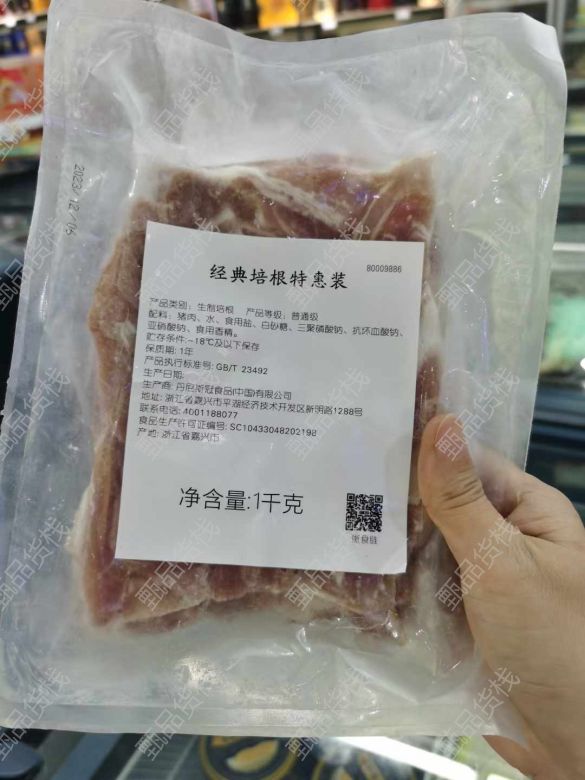 2023/12/06
经典培根特惠装
80009886
产品类别: 生制培根 产品等级: 普通级
配料: 猪肉、水、食用盐、白砂糖、三聚磷酸钠、抗坏血酸钠、
亚硝酸钠、食用香精。
贮存条件:-18℃及以下保存
保质期: 1年
产品执行标准号: GB/T 23492
生产日期:
生产商: 丹尼斯冠食品(中国)有限公司
地址: 浙江省嘉兴市平湖经济技术开发区新明路1288号
联系电话: 4001188077
食品生产许可证编号: SC10433048202198
产地: 浙江省嘉兴市
净含量:1千克
浙食链
甄品货栈